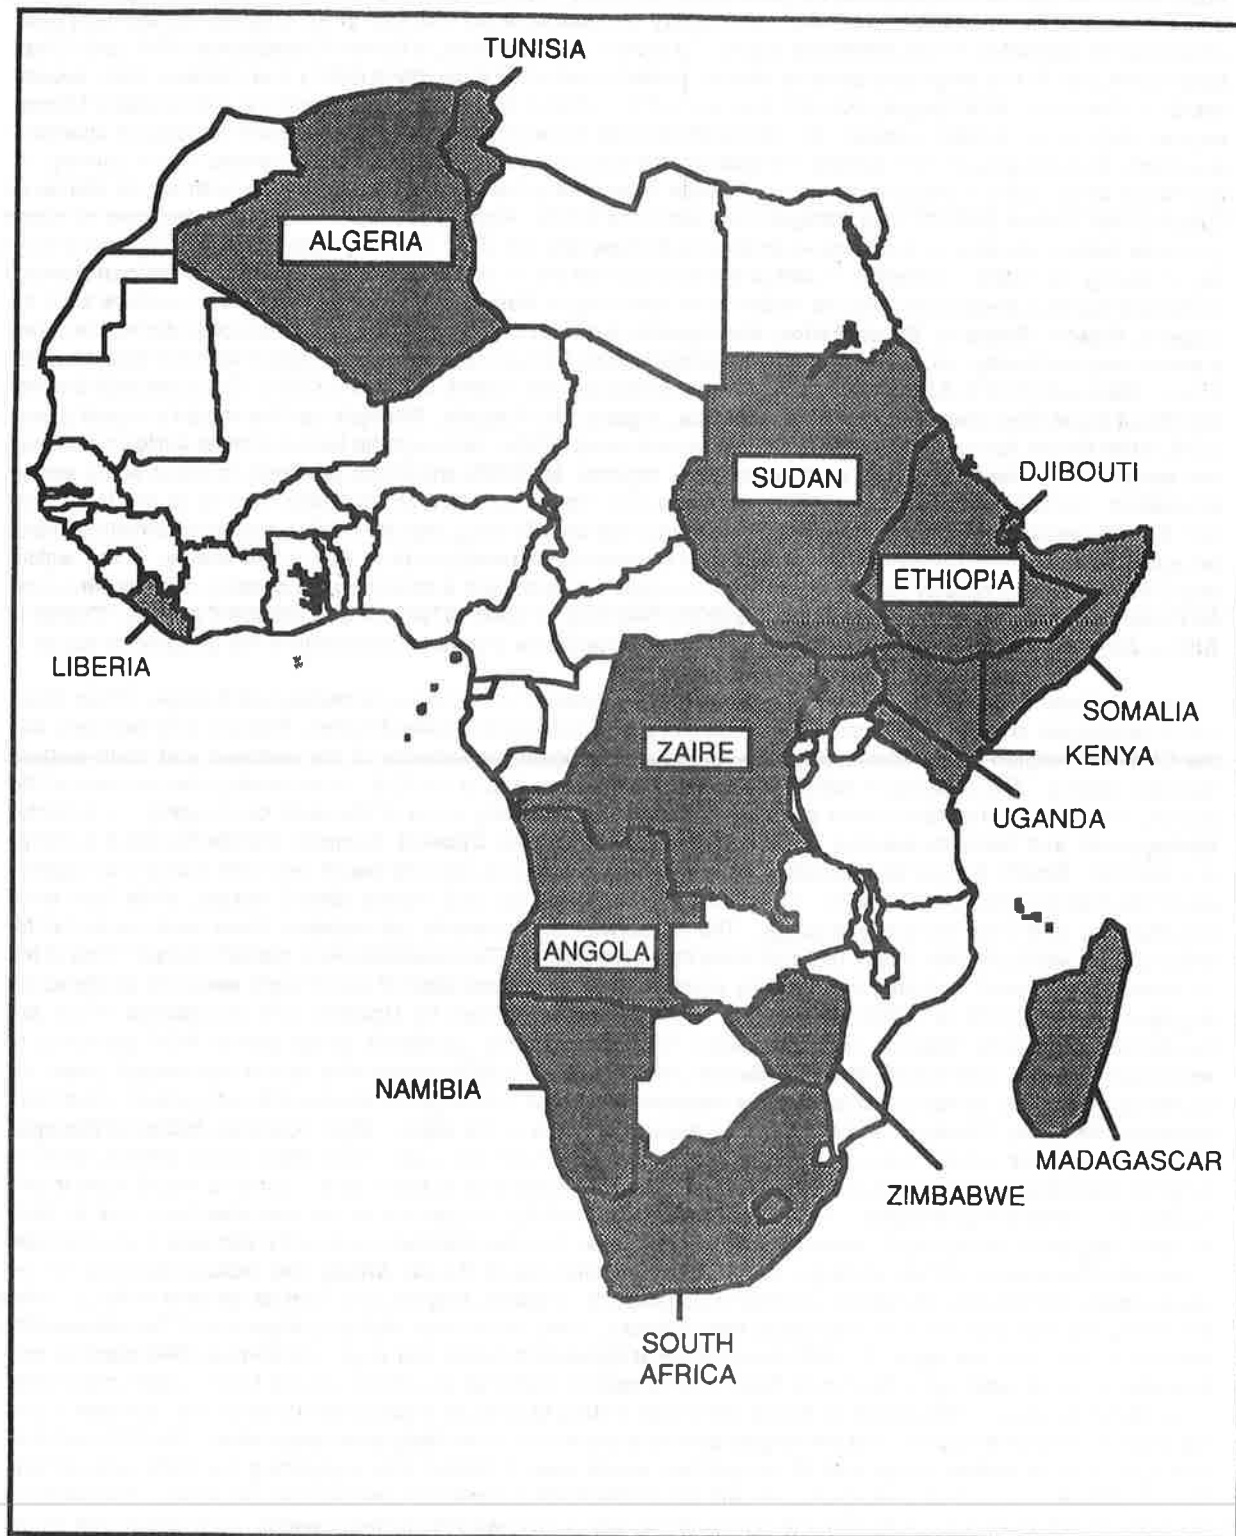 TUNISIA
ALGERIA
SUDAN
DJIBOUTI
ETHIOPIA
LIBERIA
SOMALIA
ZAIRE
KENYA
UGANDA
ANGOLA
NAMIBIA
MADAGASCAR
ZIMBABWE
SOUTH
AFRICA